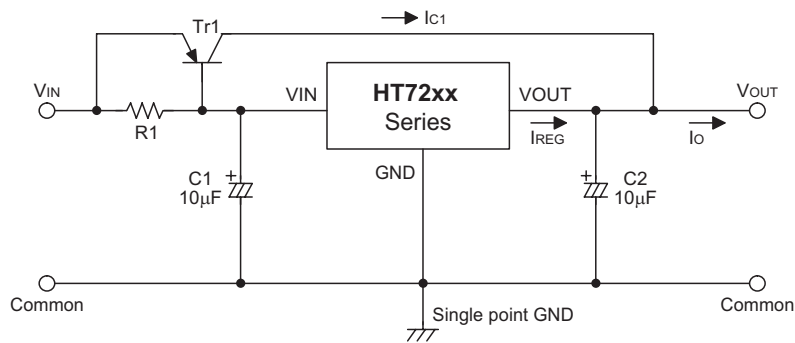 Tr1
IC1
VIN
R1
VIN
HT72xx
Series
VOUT
IREG
VOUT
IO
GND
C1
10μF
+
C2
10μF
+
Common
Common
Single point GND